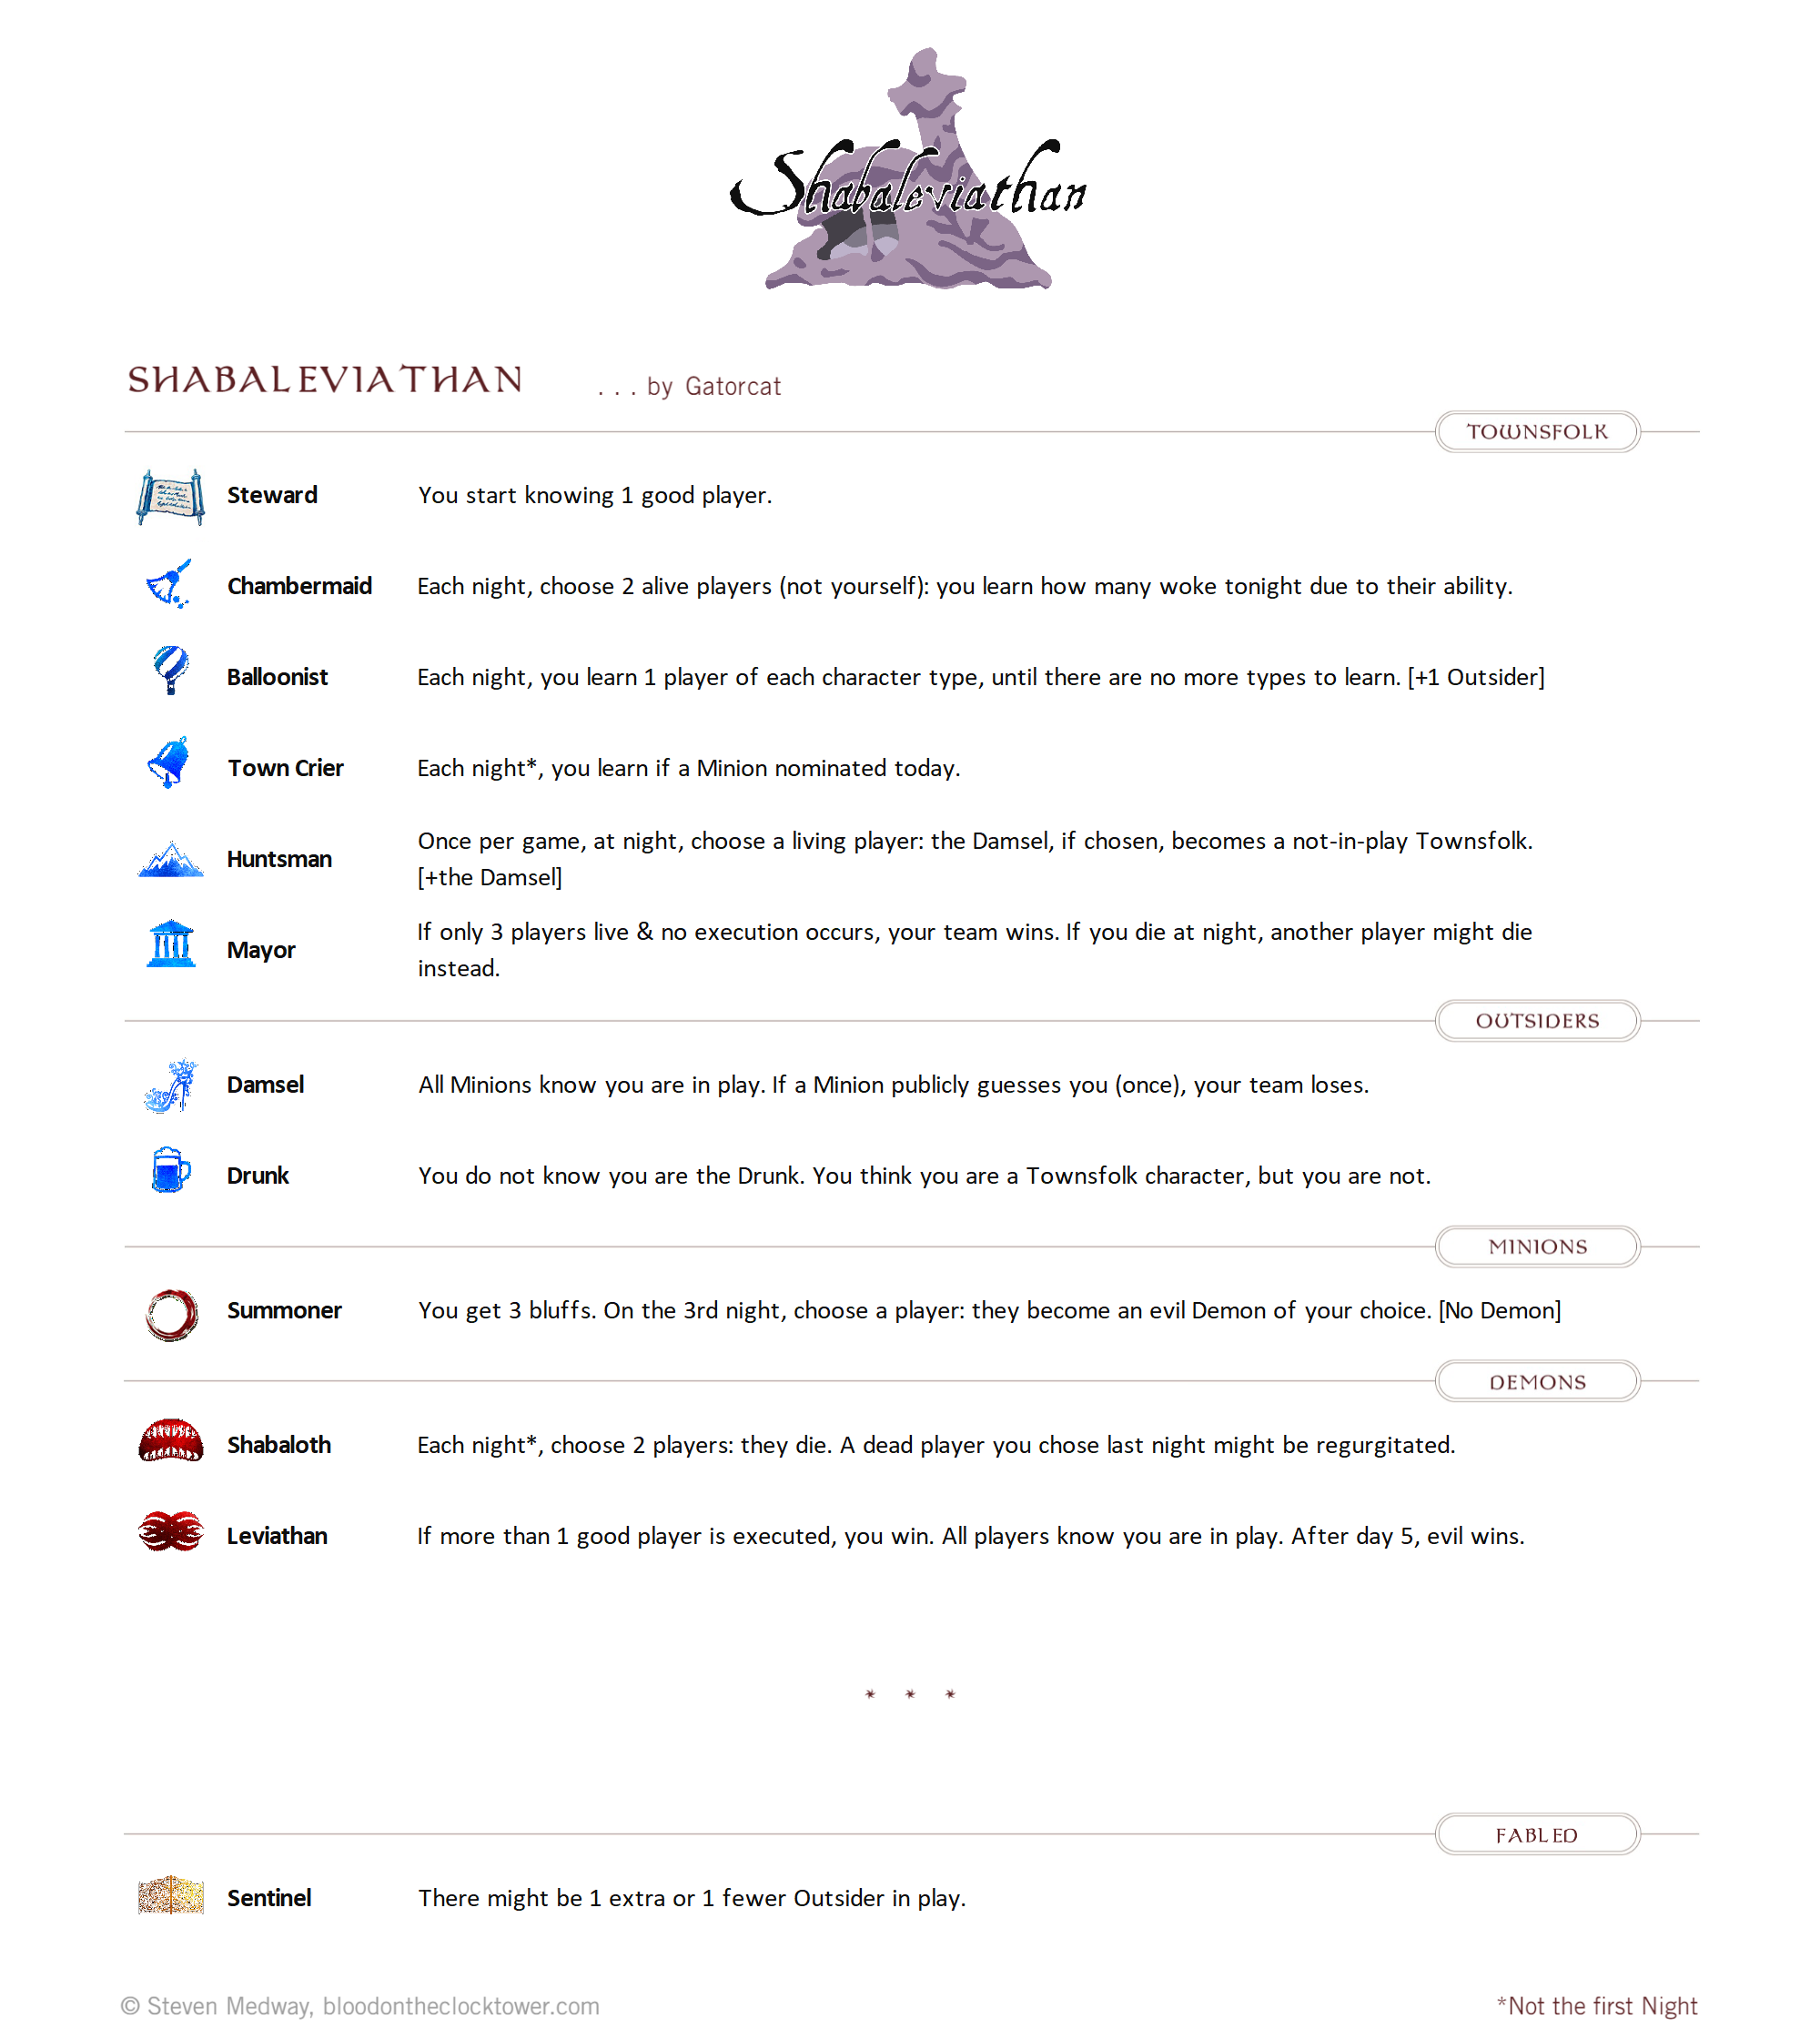 Shabaleviathan
SHABALEVIATHAN . . . by Gatorcat
TOWNSFOLK
Steward You start knowing 1 good player.
Chambermaid Each night, choose 2 alive players (not yourself): you learn how many woke tonight due to their ability.
Balloonist Each night, you learn 1 player of each character type, until there are no more types to learn. [+1 Outsider]
Town Crier Each night*, you learn if a Minion nominated today.
Huntsman Once per game, at night, choose a living player: the Damsel, if chosen, becomes a not-in-play Townsfolk.
[+the Damsel]
Mayor If only 3 players live & no execution occurs, your team wins. If you die at night, another player might die
instead.
OUTSIDERS
Damsel All Minions know you are in play. If a Minion publicly guesses you (once), your team loses.
Drunk You do not know you are the Drunk. You think you are a Townsfolk character, but you are not.
MINIONS
Summoner You get 3 bluffs. On the 3rd night, choose a player: they become an evil Demon of your choice. [No Demon]
DEMONS
Shabaloth Each night*, choose 2 players: they die. A dead player you chose last night might be regurgitated.
Leviathan If more than 1 good player is executed, you win. All players know you are in play. After day 5, evil wins.
* * *
FABLED
Sentinel There might be 1 extra or 1 fewer Outsider in play.
© Steven Medway, bloodontheclocktower.com *Not the first Night